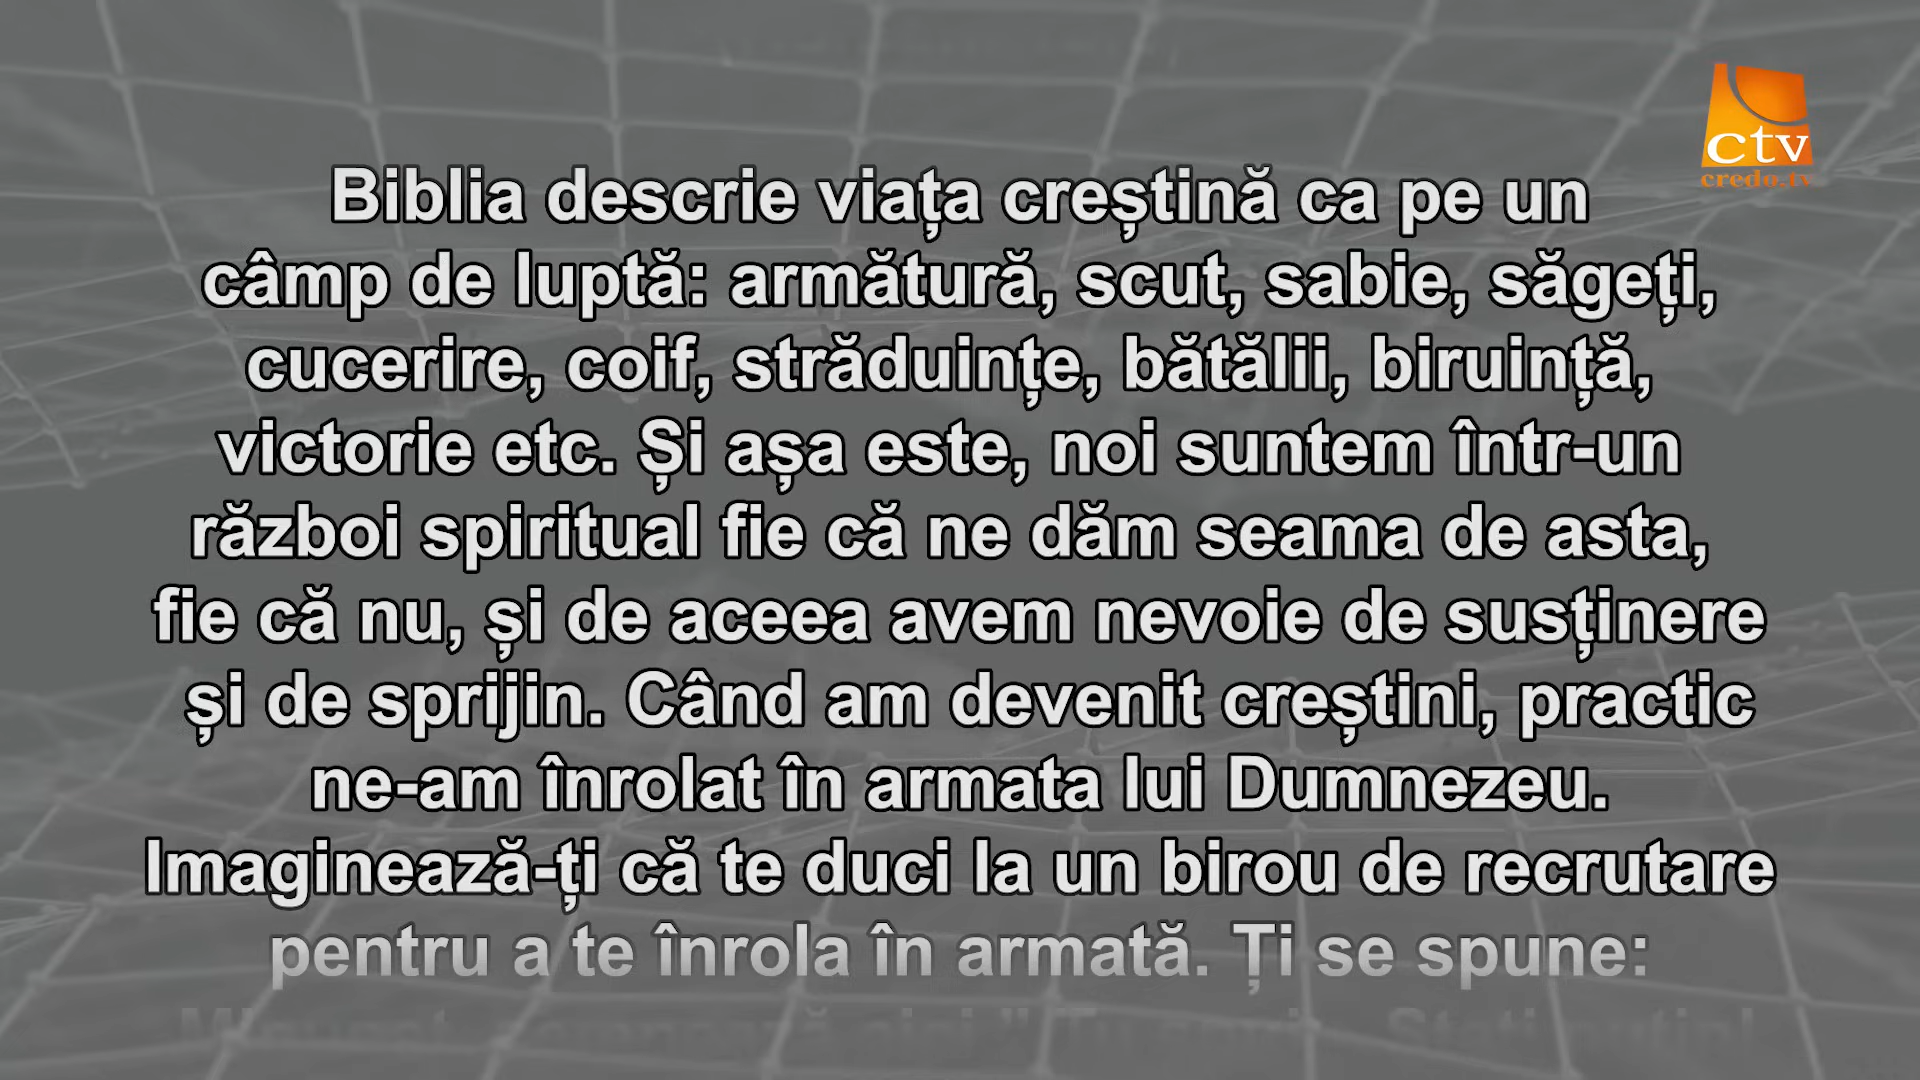 ctv
credo.tv
Biblia descrie viața creștină ca pe un
câmp de luptă: armătură, scut, sabie, săgeți,
cucerire, coif, străduințe, bătălii, biruință,
victorie etc. Și așa este, noi suntem într-un
război spiritual fie că ne dăm seama de asta,
fie că nu, și de aceea avem nevoie de susținere
și de sprijin. Când am devenit creștini, practic
ne-am înrolat în armata lui Dumnezeu.
Imaginează-ți că te duci la un birou de recrutare
pentru a te înrola în armată. Ți se spune: